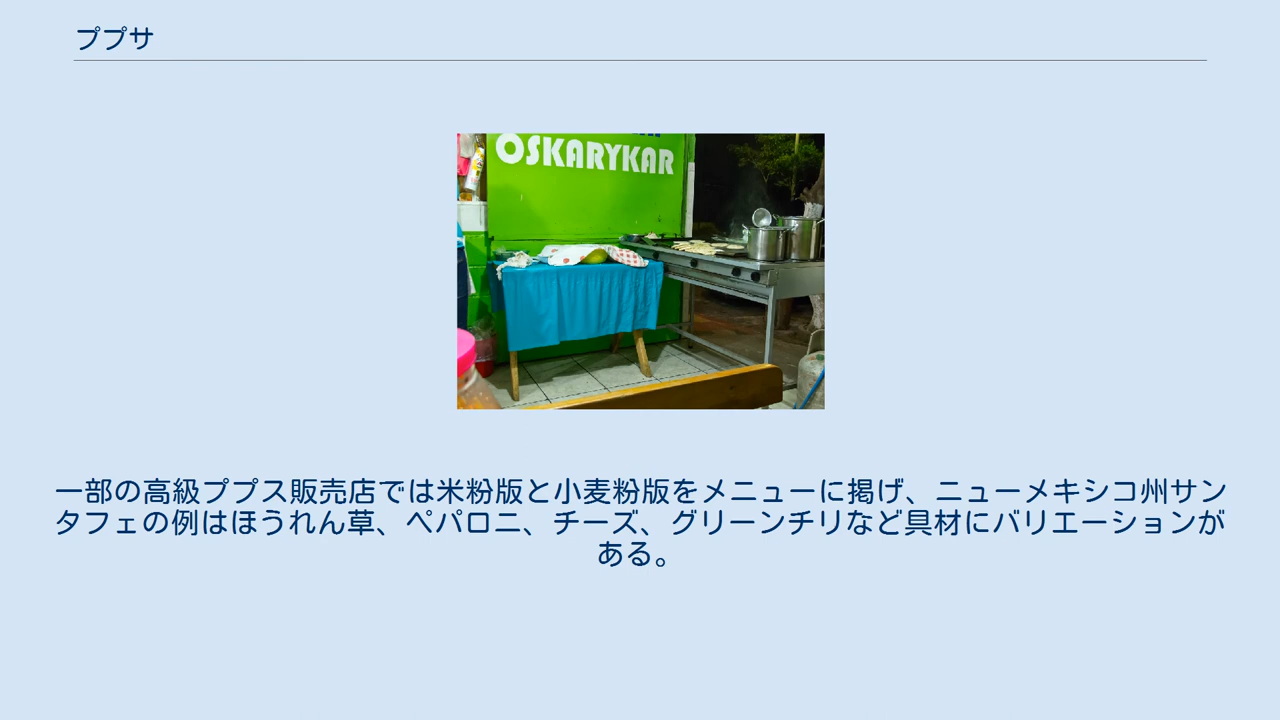 ププサ
OSKARYKAR
一部の高級ププス販売店では米粉版と小麦粉版をメニューに掲げ、ニューメキシコ州サン
タフェの例はほうれん草、ペパロニ、チーズ、グリーンチリなど具材にバリエーションが
ある。